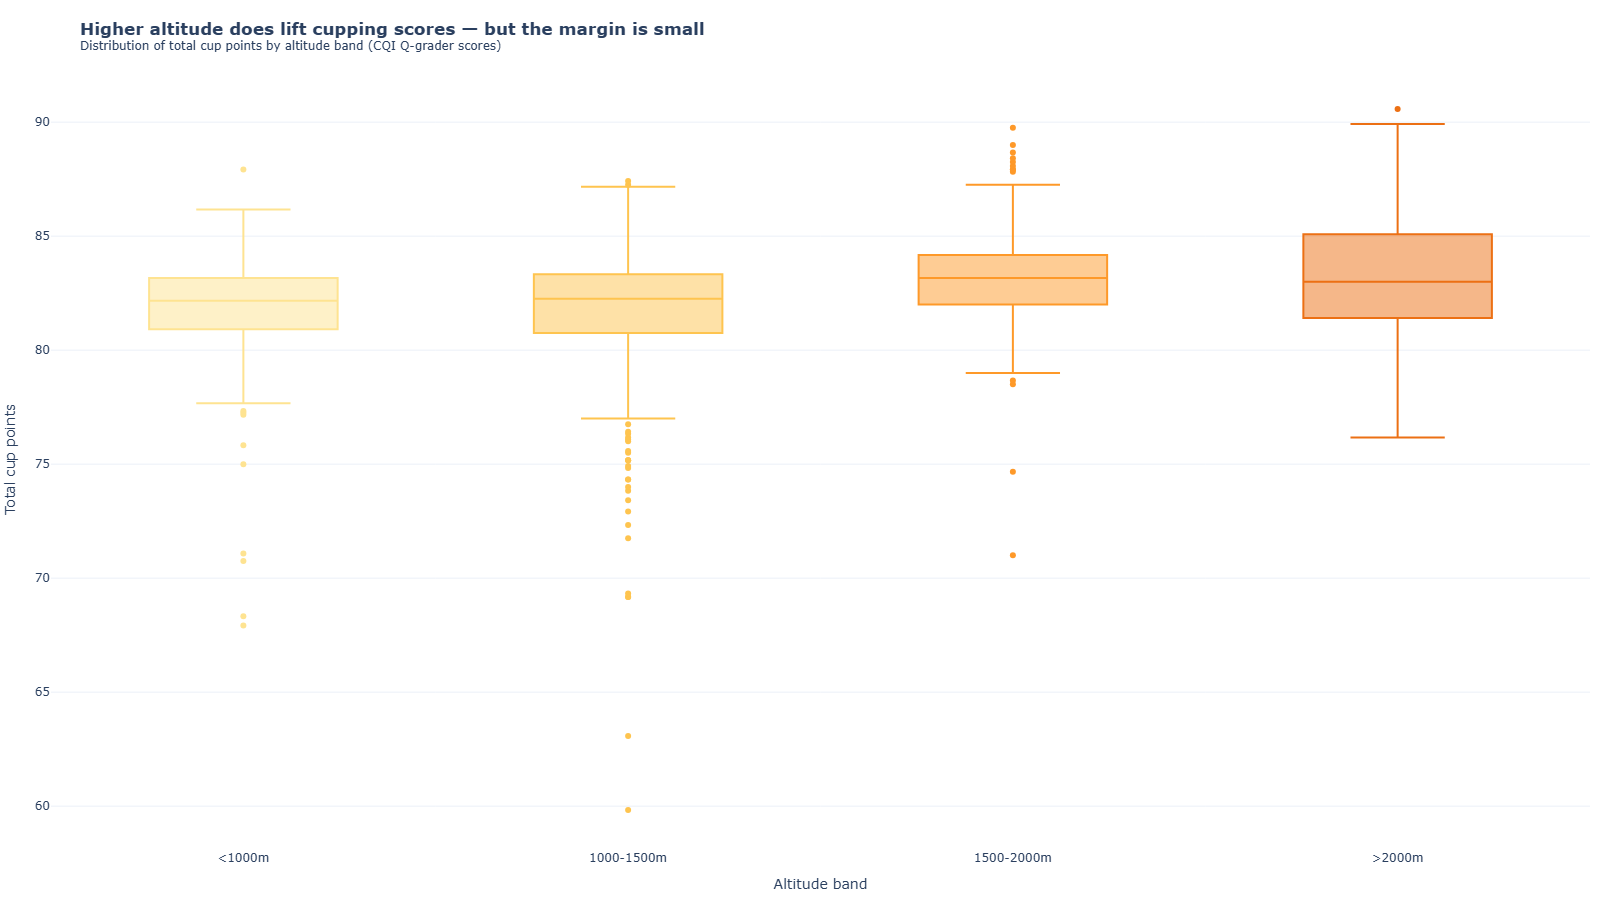 Higher altitude does lift cupping scores — but the margin is small
Distribution of total cup points by altitude band (CQI Q-grader scores)
90
85
80
75
70
65
60
Total cup points
<1000m
1000-1500m
1500-2000m
>2000m
Altitude band